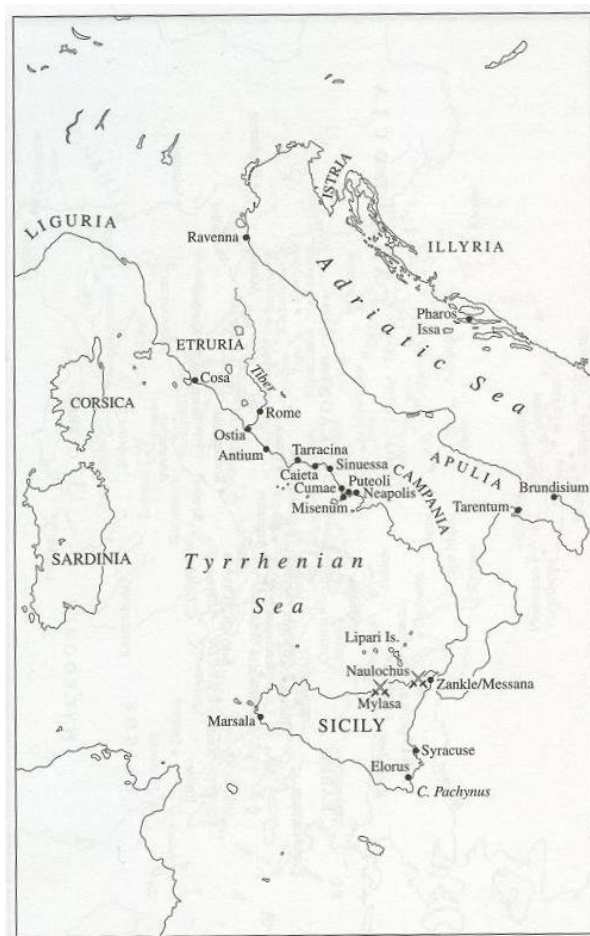 ISTRIA
LIGURIA
Ravenna
ILLYRIA
Adriatic Sea
Pharos
Issa
ETRURIA
Tiber
Cosa
CORSICA
Rome
Ostia
Antium
Tarracina
Sinuessa
Caieta
Puteoli
Cumae
Neapolis
Misenum
CAMPANIA
APULIA
Brundisium
Tarentum
SARDINIA
Tyrrhenian
Sea
Lipari Is.
Naulochus
Zankle/Messana
Mylasa
Marsala
SICILY
Syracuse
Elorus
C. Pachynus